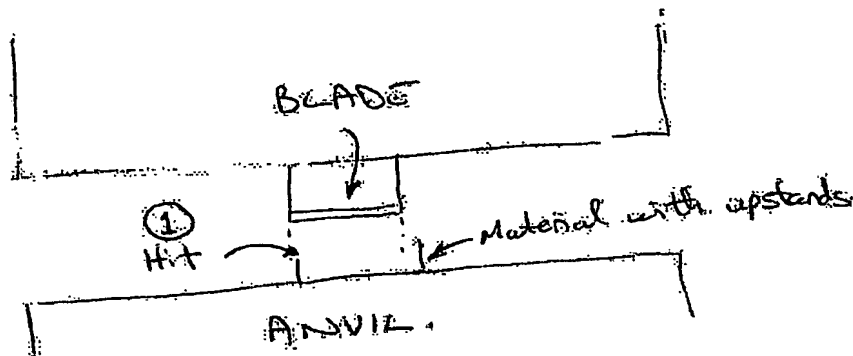 BLADE
①
Hit
Material with upstands
ANVIL.